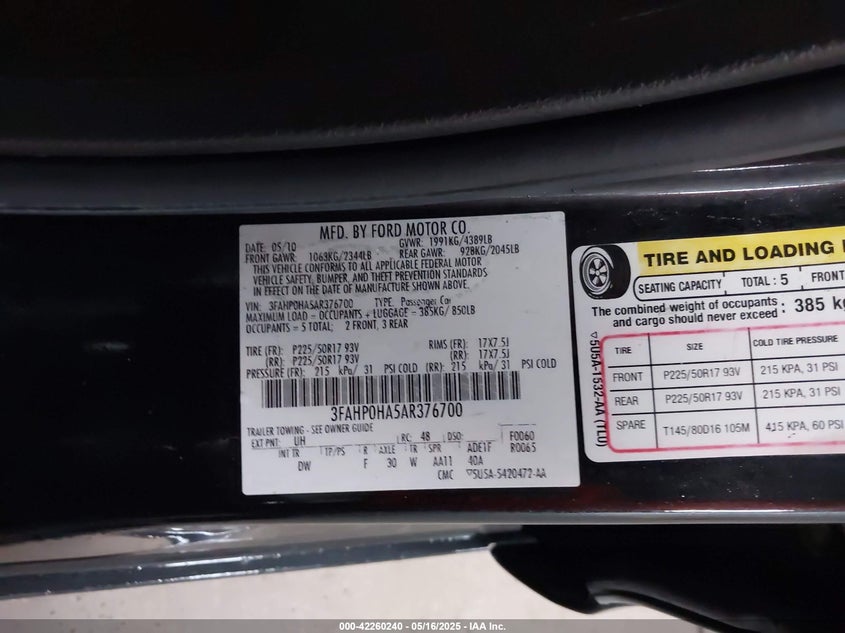 MFD. BY FORD MOTOR CO.
DATE: 05/10 GVWR: 1991KG/4389LB
FRONT GAWR: 1063KG/2344LB REAR GAWR: 928KG/2045LB
THIS VEHICLE CONFORMS TO ALL APPLICABLE FEDERAL MOTOR
VEHICLE SAFETY, BUMPER, AND THEFT PREVENTION STANDARDS
IN EFFECT ON THE DATE OF MANUFACTURE SHOWN ABOVE.
VIN: 3FAHP0HA5AR376700 TYPE: Passenger Car
MAXIMUM LOAD = OCCUPANTS + LUGGAGE = 385KG/ 850LB
OCCUPANTS = 5 TOTAL; 2 FRONT, 3 REAR
TIRE (FR): P225/50R17 93V RIMS (FR): 17X7.5J
(RR): P225/50R17 93V (RR): 17X7.5J
PRESSURE (FR): 215 kPa/ 31 PSI COLD (RR): 215 kPa/ 31 PSI COLD
3FAHP0HA5AR376700
TRAILER TOWING - SEE OWNER GUIDE
EXT PNT: UH RC: 48 DSO: F0060
INT TR TP/PS R AXLE TR SPR ADE1F R0065
DW F 30 W AA11 40A
CMC ▽5U5A-5420472-AA
TIRE AND LOADING
SEATING CAPACITY TOTAL : 5 FRONT
The combined weight of occupants and cargo should never exceed : 385 kg
▽5U5A-1532-AA (TLU)
TIRE SIZE COLD TIRE PRESSURE
FRONT P225/50R17 93V 215 KPA, 31 PSI
REAR P225/50R17 93V 215 KPA, 31 PSI
SPARE T145/80D16 105M 415 KPA, 60 PSI
000-42260240 - 05/16/2025 - IAA Inc.